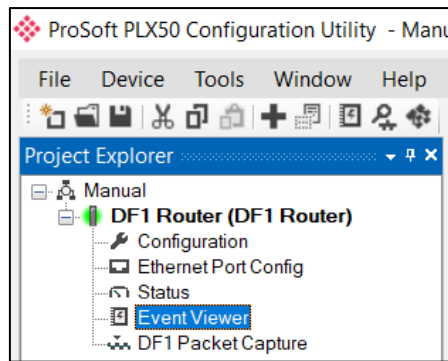 ProSoft PLX50 Configuration Utility - Manu
File Device Tools Window Help
Project Explorer
Manual
DF1 Router (DF1 Router)
Configuration
Ethernet Port Config
Status
Event Viewer
DF1 Packet Capture